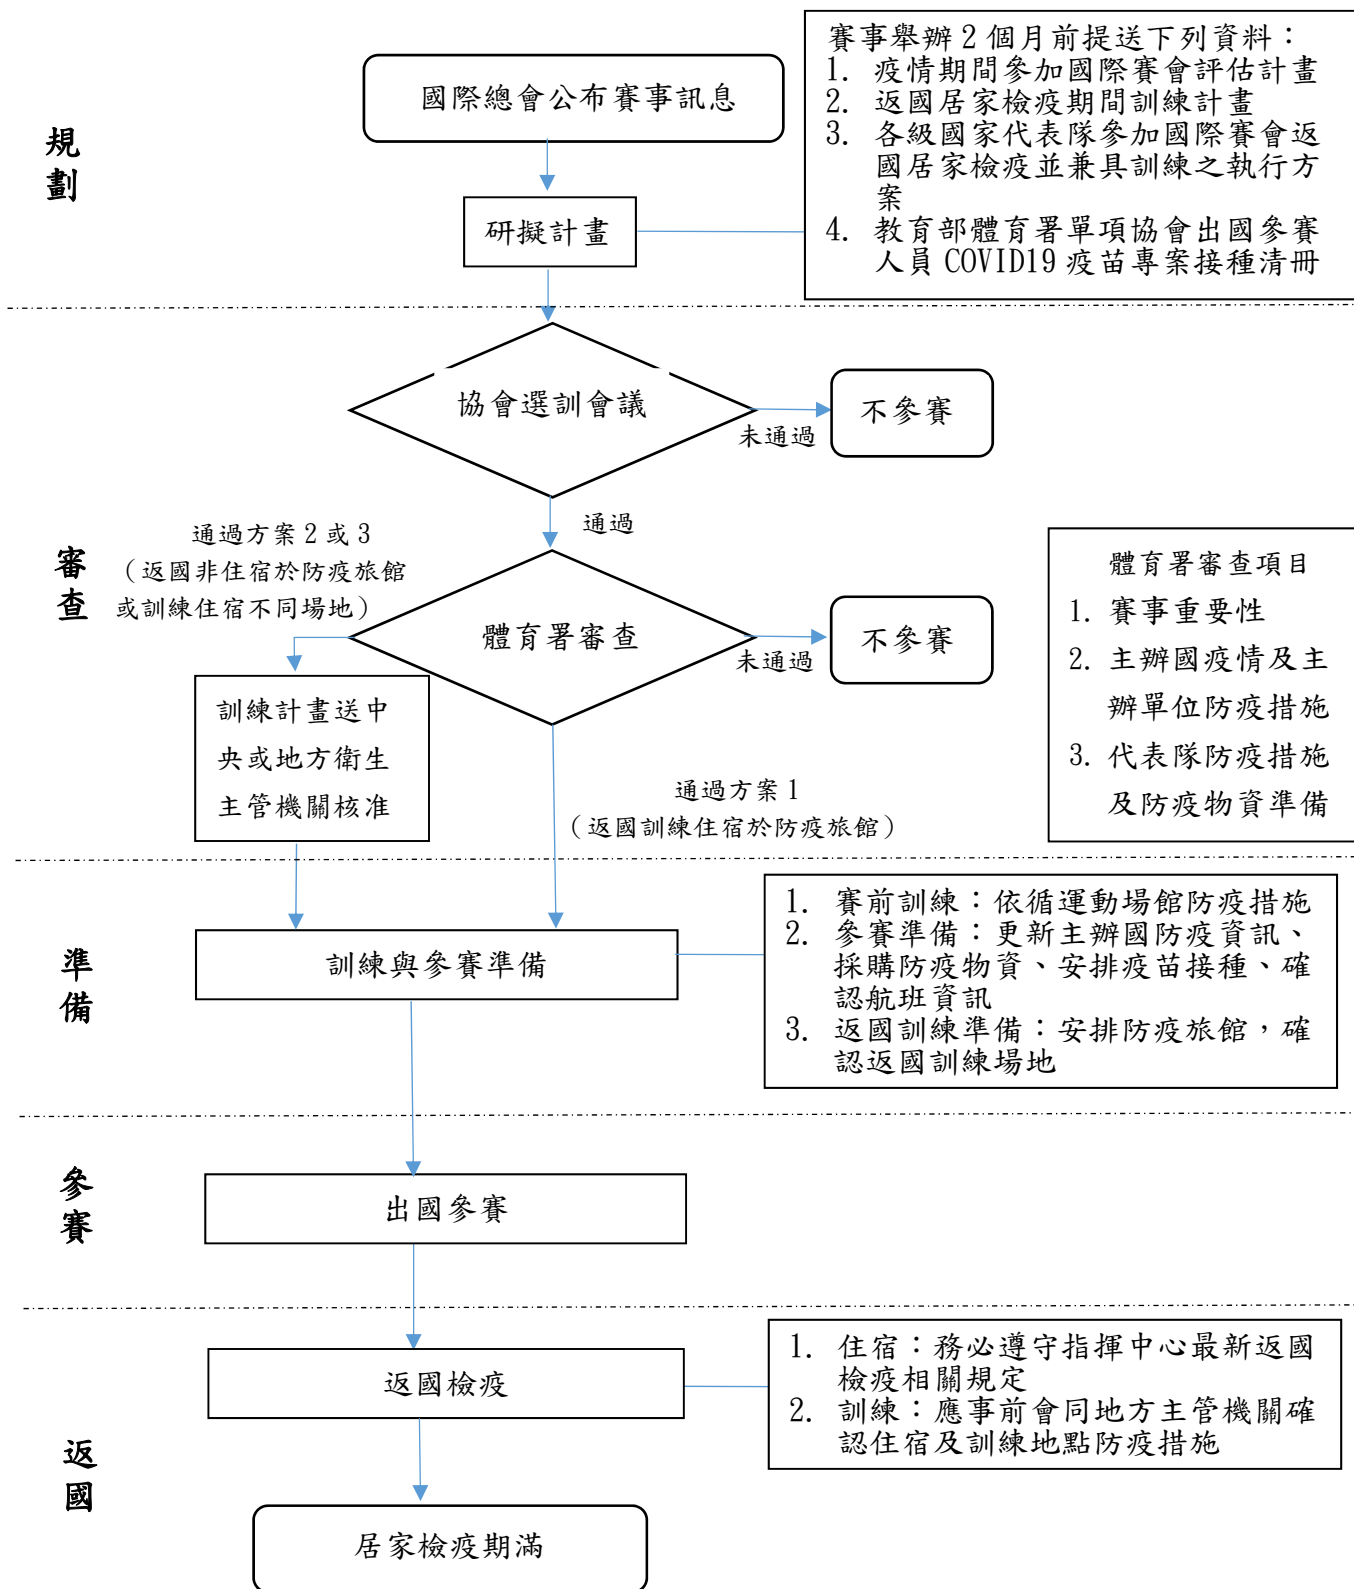 規
劃
國際總會公布賽事訊息
研擬計畫
賽事舉辦 2 個月前提送下列資料：
1. 疫情期間參加國際賽會評估計畫
2. 返國居家檢疫期間訓練計畫
3. 各級國家代表隊參加國際賽會返
國居家檢疫並兼具訓練之執行方
案
4. 教育部體育署單項協會出國參賽
人員 COVID19 疫苗專案接種清冊
審
查
協會選訓會議
未通過
不參賽
通過
通過方案 2 或 3
（返國非住宿於防疫旅館
或訓練住宿不同場地）
體育署審查
未通過
不參賽
體育署審查項目
1. 賽事重要性
2. 主辦國疫情及主
辦單位防疫措施
3. 代表隊防疫措施
及防疫物資準備
訓練計畫送中
央或地方衛生
主管機關核准
通過方案 1
（返國訓練住宿於防疫旅館）
準
備
訓練與參賽準備
1. 賽前訓練：依循運動場館防疫措施
2. 參賽準備：更新主辦國防疫資訊、
採購防疫物資、安排疫苗接種、確
認航班資訊
3. 返國訓練準備：安排防疫旅館，確
認返國訓練場地
參
賽
出國參賽
返
國
返國檢疫
1. 住宿：務必遵守指揮中心最新返國
檢疫相關規定
2. 訓練：應事前會同地方主管機關確
認住宿及訓練地點防疫措施
居家檢疫期滿